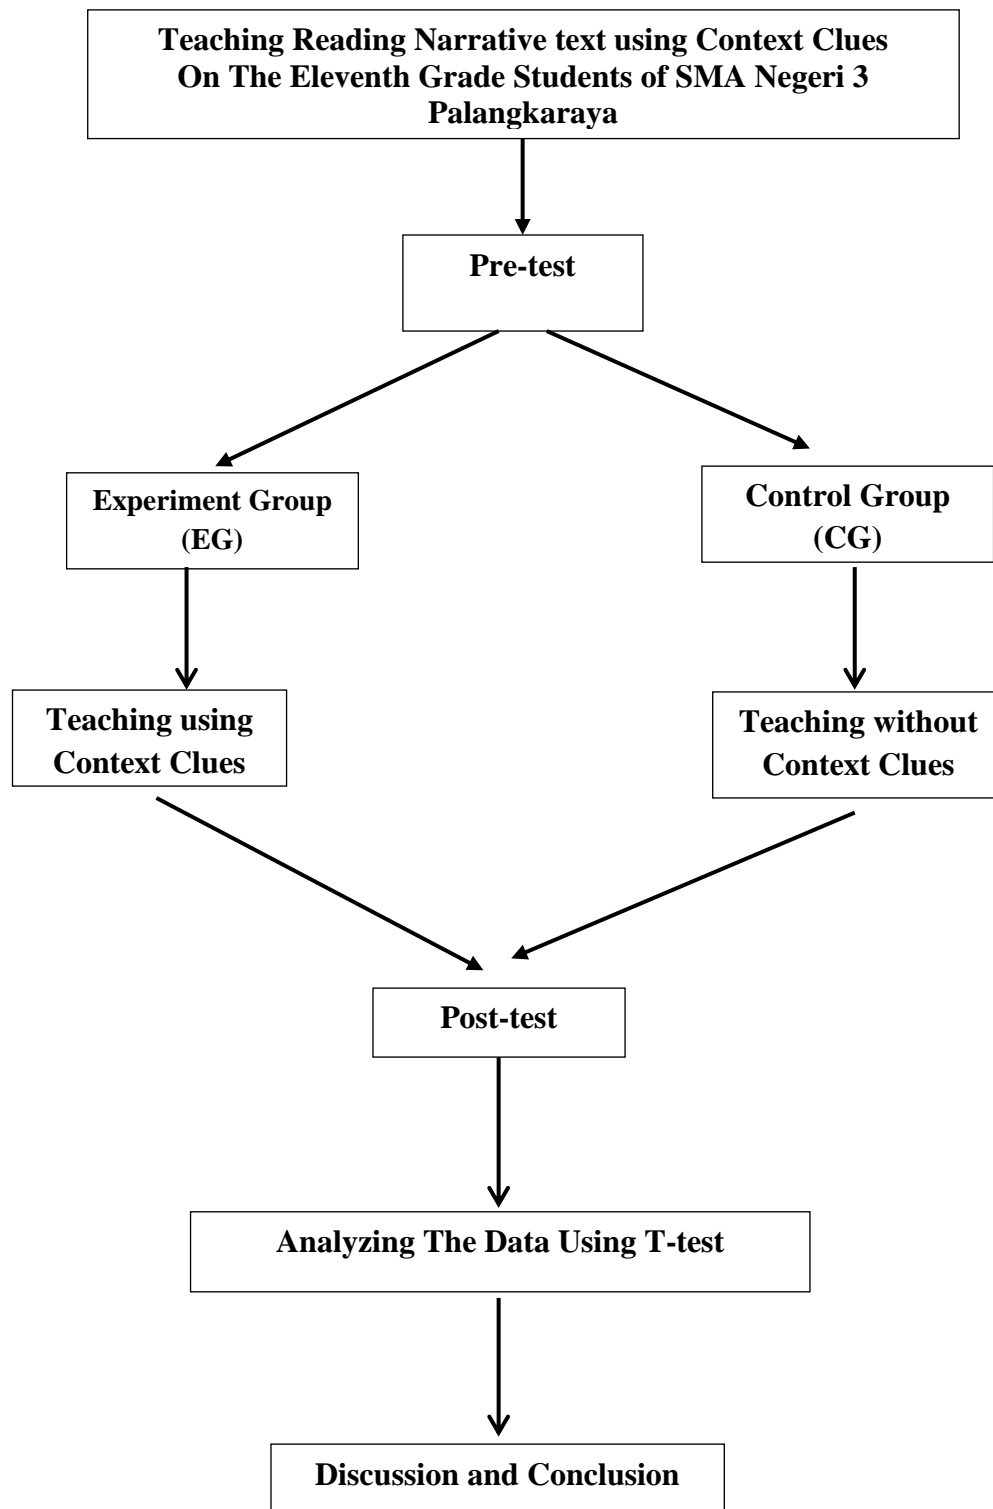 Teaching Reading Narrative text using Context Clues
On The Eleventh Grade Students of SMA Negeri 3
Palangkaraya
Pre-test
Experiment Group
(EG)
Control Group
(CG)
Teaching using
Context Clues
Teaching without
Context Clues
Post-test
Analyzing The Data Using T-test
Discussion and Conclusion